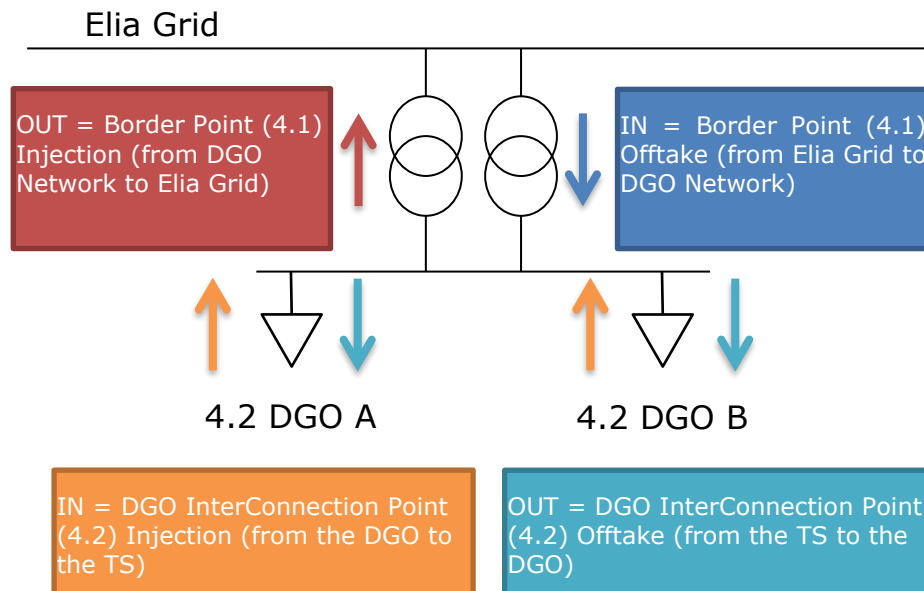 Elia Grid
OUT = Border Point (4.1)
Injection (from DGO
Network to Elia Grid)
IN = Border Point (4.1)
Offtake (from Elia Grid to
DGO Network)
4.2 DGO A
4.2 DGO B
IN = DGO InterConnection Point
(4.2) Injection (from the DGO to
the TS)
OUT = DGO InterConnection Point
(4.2) Offtake (from the TS to the
DGO)